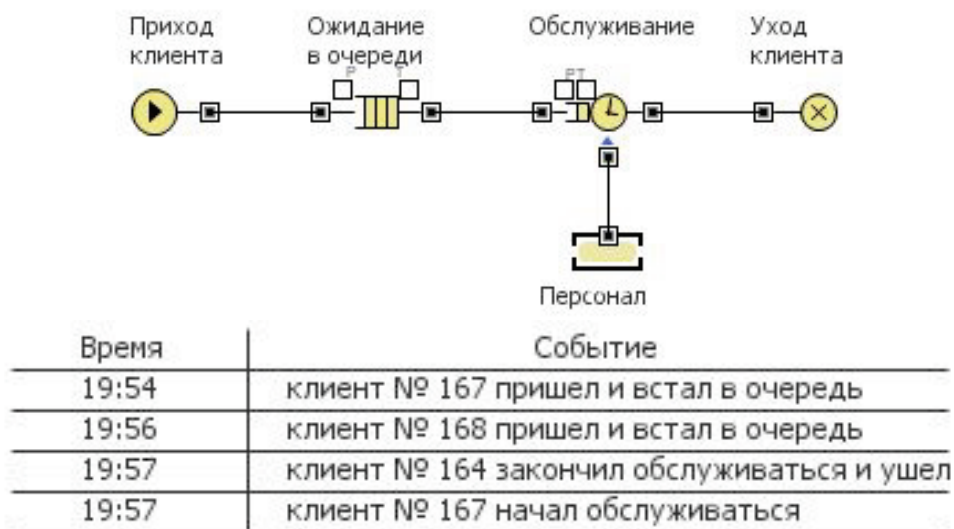 Приход Ожидание Обслуживание Уход
клиента в очереди клиента
P T PT
Персонал
Время Событие
19:54 клиент № 167 пришел и встал в очередь
19:56 клиент № 168 пришел и встал в очередь
19:57 клиент № 164 закончил обслуживаться и ушел
19:57 клиент № 167 начал обслуживаться